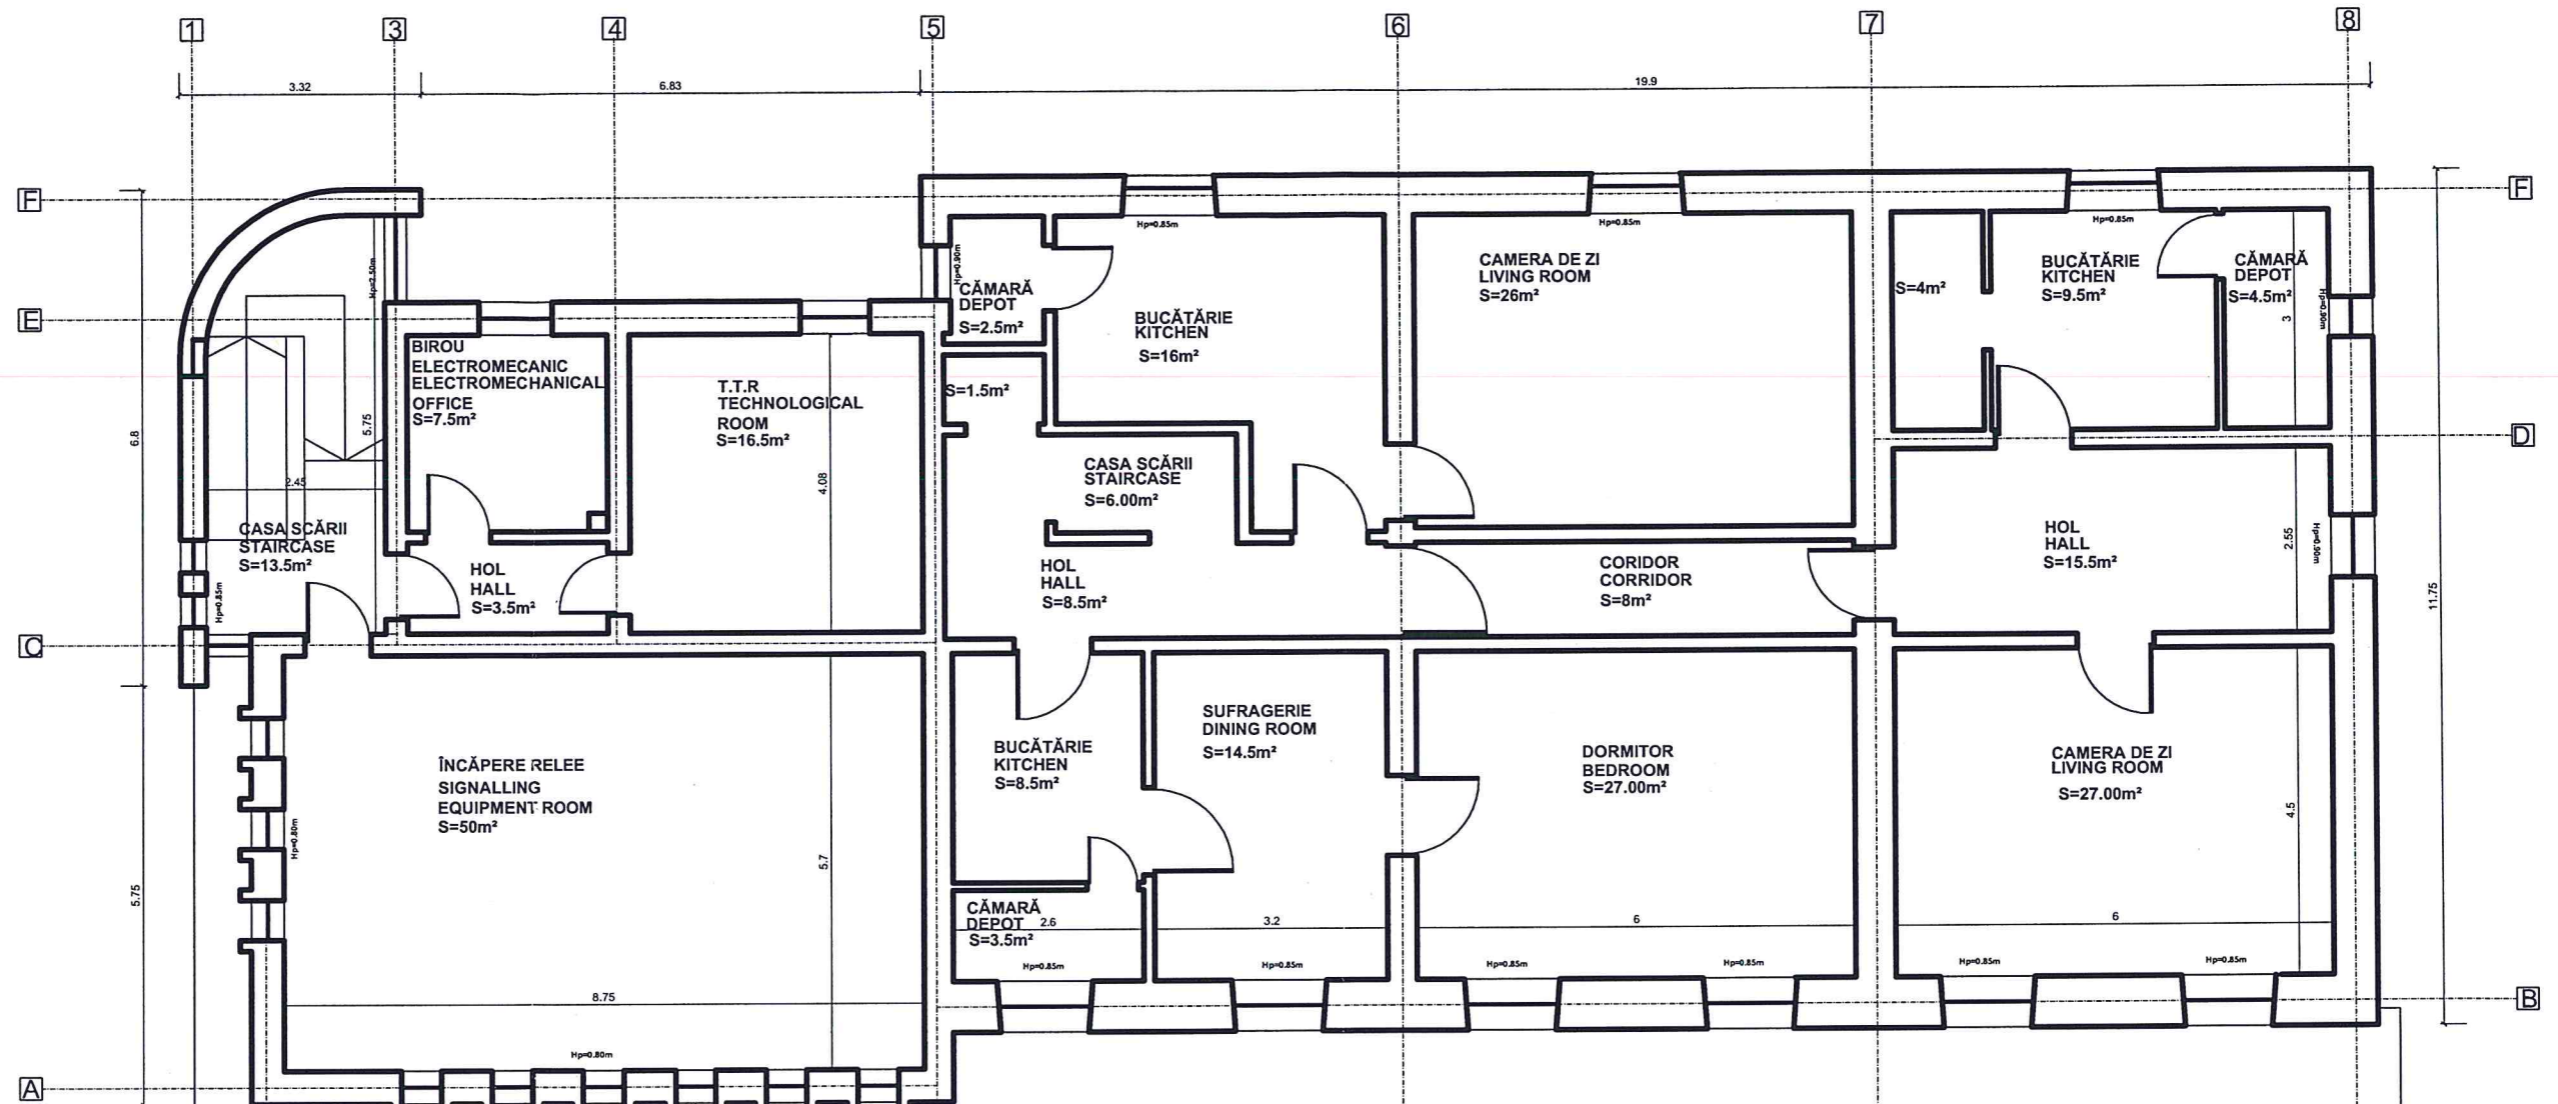 1 3 4 5 6 7 8
3.32 6.83 19.9
F F
E
D
C
B
A
6.8
5.75
11.75
Hp=2.50m
5.75
2.45
CASA SCĂRII
STAIRCASE
S=13.5m²
Hp=0.85m
BIROU
ELECTROMECANIC
ELECTROMECHANICAL
OFFICE
S=7.5m²
T.T.R
TECHNOLOGICAL
ROOM
S=16.5m²
4.08
HOL
HALL
S=3.5m²
ÎNCĂPERE RELEE
SIGNALLING
EQUIPMENT ROOM
S=50m²
Hp=0.80m
5.7
8.75
Hp=0.80m
Hp=0.90m
CĂMARĂ
DEPOT
S=2.5m²
S=1.5m²
Hp=0.85m
BUCĂTĂRIE
KITCHEN
S=16m²
CASA SCĂRII
STAIRCASE
S=6.00m²
HOL
HALL
S=8.5m²
Hp=0.85m
CAMERA DE ZI
LIVING ROOM
S=26m²
CORIDOR
CORRIDOR
S=8m²
S=4m²
Hp=0.85m
BUCĂTĂRIE
KITCHEN
S=9.5m²
CĂMARĂ
DEPOT
S=4.5m²
3
Hp=0.90m
HOL
HALL
S=15.5m²
2.55
Hp=0.90m
BUCĂTĂRIE
KITCHEN
S=8.5m²
CĂMARĂ
DEPOT
S=3.5m²
2.6
Hp=0.85m
SUFRAGERIE
DINING ROOM
S=14.5m²
3.2
Hp=0.85m
DORMITOR
BEDROOM
S=27.00m²
6
Hp=0.85m Hp=0.85m
CAMERA DE ZI
LIVING ROOM
S=27.00m²
4.5
6
Hp=0.85m Hp=0.85m